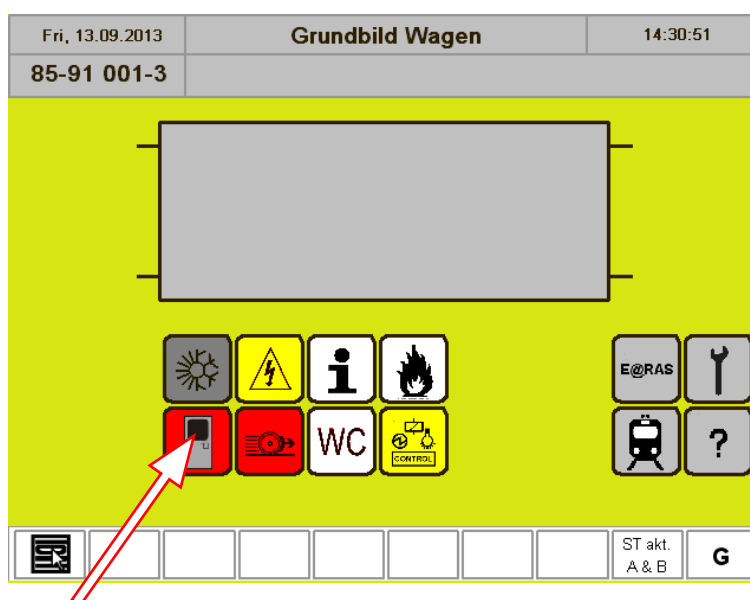 Fri, 13.09.2013 Grundbild Wagen 14:30:51
85-91 001-3
i E@RAS
WC CONTROL ?
ST akt.
A & B
G